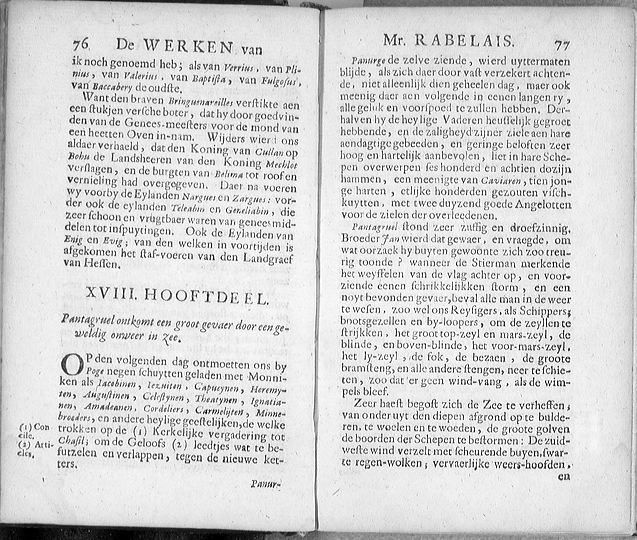 76 De WERKEN van
ik noch genoemd heb; als van Verrius, van Pli-
nius, van Valerius, van Baptista, van Fulgosus,
van Baccabery de oudste.
Want den braven Bringuenarilles verstikte aen
een stukjen versche boter, dat hy door goedvin-
den van de Genees-meesters voor de mond van
een heetten Oven in-nam. Wijders wierd ons
aldaer verhaeld, dat den Koning van Cullan op
Bohu de Landsheeren van den Koning Mechlot
verslagen, en de burgten van Belima tot roof en
vernieling had overgegeven. Daer na voeren
wy voorby de Eylanden Nargues en Zargues: vor-
der ook de eylanden Teleabin en Geneliabin, die
zeer schoon en vrugtbaer waren van genees mid-
delen tot inspuytingen. Ook de Eylanden van
Enig en Evig; van den welken in voortijden is
afgekomen het staf-voeren van den Landgraef
van Hessen.
XVIII. HOOFTDEEL.
Pantagruel ontkomt een groot gevaer door een ge-
weldig onweer in Zee.
OP den volgenden dag ontmoetten ons by
Poge negen schuytten geladen met Monni-
ken als Jacobinen, Jezuiten, Capucynen, Heremy-
ten, Augustinen, Celestynen, Theatynen, Ignatia-
nen, Amadeanen, Cordeliers, Carmelijten, Minne-
broeders, en andere heylige geestelijken, de welke
trokken op de (1) Kerkelijke vergadering tot
Chasil; om de Geloofs (2) leedtjes wat te be-
futzelen en verlappen, tegen de nieuwe ket-
ters.
(1) Con
cile.
(2) Arti-
cles,
Panur-
Mr. RABELAIS. 77
Panurge de zelve ziende, wierd uyttermaten
blijde, als zich daer door vast verzekert achten-
de, niet alleenlijk dien geheelen dag, maer ook
meenig daer aen volgende in eenen langen ry,
alle geluk en voorspoed te zullen hebben. Der-
halven hy de heylige Vaderen heusselijk gegroet
hebbende, en de zaligheyd zijner ziele aen hare
aendagtige gebeeden, en geringe beloften zeer
hoog en hartelijk aanbevolen, liet in hare Sche-
pen overwerpen ses honderd en achtien dozijn
hammen, een meenigte van Caviaren, tien jon-
ge harten, etlijke honderden gezouten visch-
kuytten, met twee duyzend goede Angelotten
voor de zielen der overleedenen.
Pantagruel stond zeer zuffig en droefzinnig.
Broeder Jan wierd dat gewaer, en vraegde, om
wat oorzack hy buyten gewoonte zich zoo treu-
rig toonde? wanneer de Stierman merkende
het weyffelen van de vlag achter op, en voor-
ziende eenen schrikkelijkken storm, en een
noyt bevonden gevaer, beval alle man in de weer
te wesen, zoo wel ons Reysigers, als Schippers;
bootsgezellen en by-loopers, om de zeyllen te
strijkken, het groot top-zeyl en mars-zeyl, de
blinde, en boven-blinde, het voor-mars-zeyl,
het ly-zeyl, de fok, de bezaen, de groote
bramsteng, en alle andere stengen, neer te schie-
ten, zoo dat er geen wind-vang, als de wim-
pels bleef.
Zeer haest begost zich de Zee te verheffen;
van onder uyt den diepen afgrond op te bulde-
ren, te woelen en te woeden, de groote golven
de boorden der Schepen te bestormen: De zuid-
weste wind verzelt met scheurende buyen, swar-
te regen-wolken; vervaerlijke weers-hoofden,
en